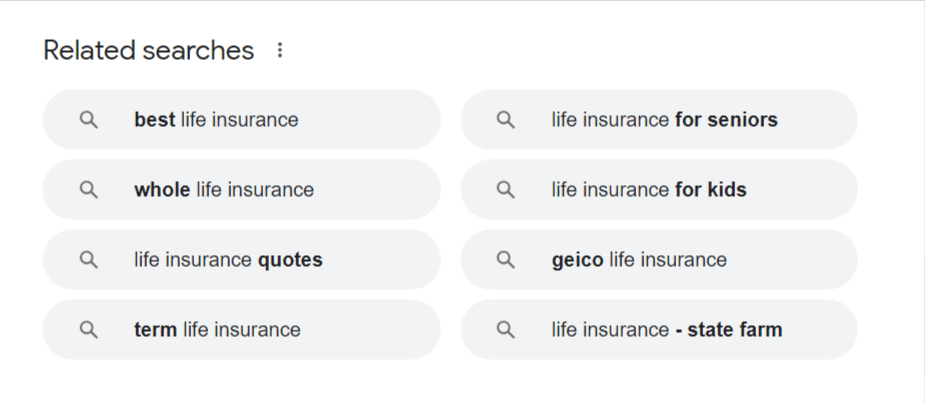 Related searches
best life insurance
life insurance for seniors
whole life insurance
life insurance for kids
life insurance quotes
geico life insurance
term life insurance
life insurance - state farm